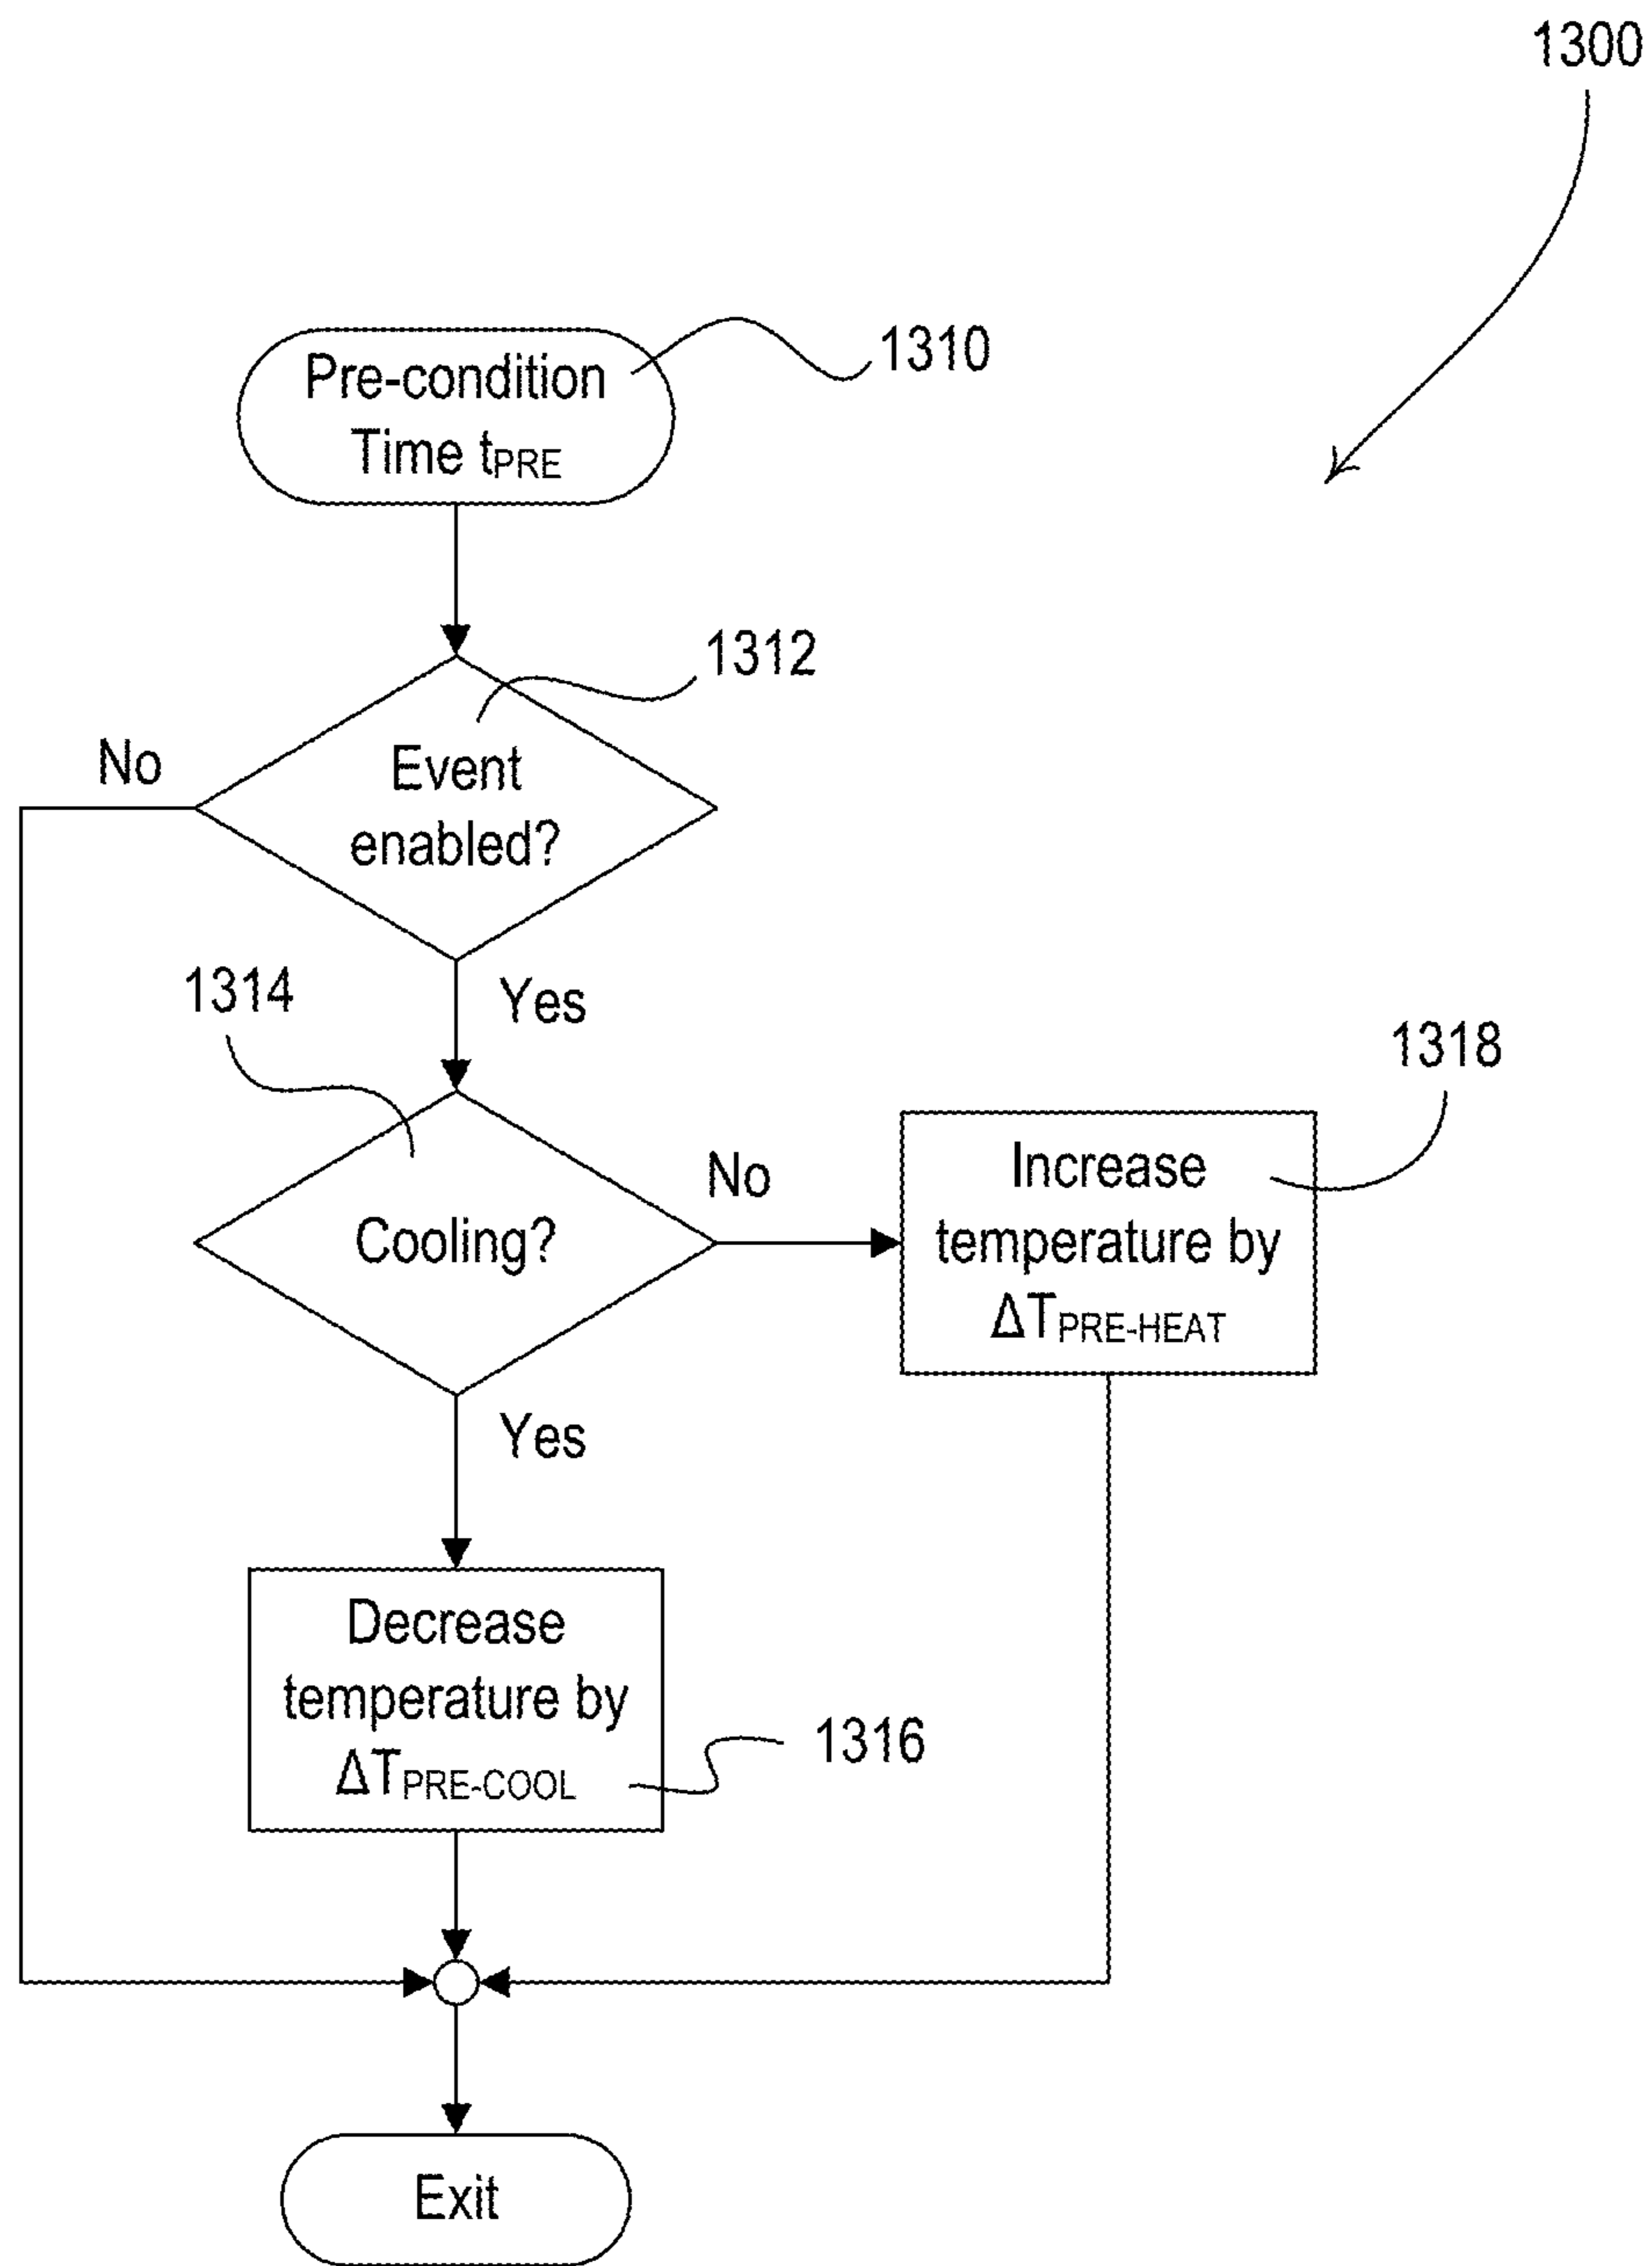 1300
Pre-condition
Time tPRE
1310
1312
No
Event
enabled?
Yes
1314
1318
Cooling?
No
Increase
temperature by
ΔTPRE-HEAT
Yes
Decrease
temperature by
ΔTPRE-COOL
1316
Exit